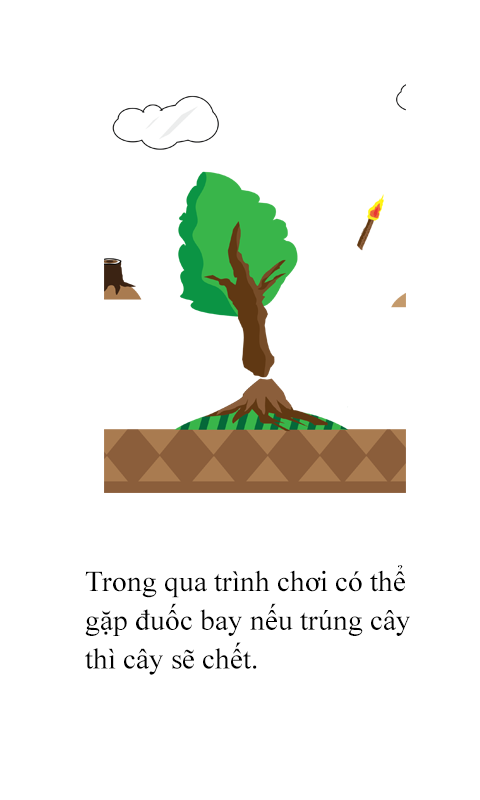 Trong qua trình chơi có thể
gặp đuốc bay nếu trúng cây
thì cây sẽ chết.